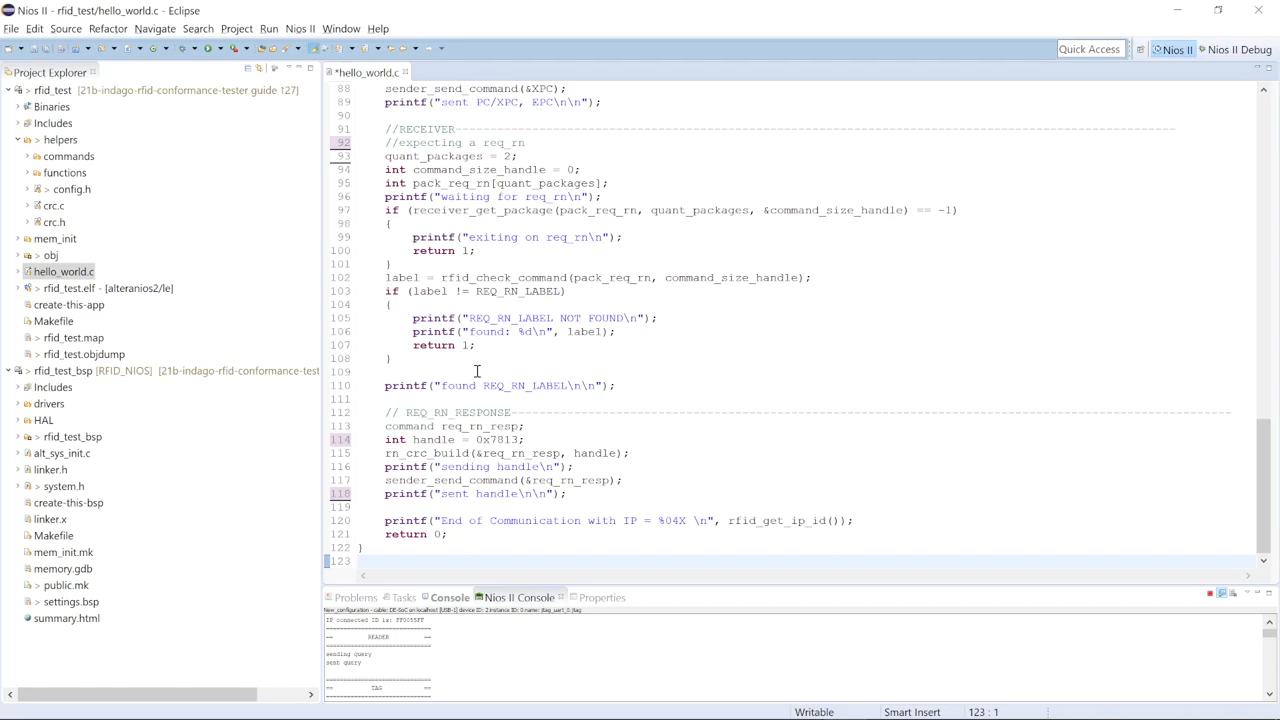 Nios II - rfid_test/hello_world.c - Eclipse
File Edit Source Refactor Navigate Search Project Run Nios II Window Help
Quick Access Nios II Nios II Debug
Project Explorer
> rfid_test [21b-indago-rfid-conformance-tester guide 127]
Binaries
Includes
> helpers
commands
> functions
> config.h
crc.c
crc.h
mem_init
> obj
hello_world.c
> rfid_test.elf - [alteranios2/le]
create-this-app
Makefile
rfid_test.map
rfid_test.objdump
> rfid_test_bsp [RFID_NIOS] [21b-indago-rfid-conformance-test
Includes
drivers
HAL
> rfid_test_bsp
alt_sys_init.c
linker.h
> system.h
create-this-bsp
linker.x
Makefile
mem_init.mk
memory.gdb
> public.mk
> settings.bsp
summary.html
*hello_world.c
88 sender_send_command(&XPC);
89 printf("sent PC/XPC, EPC\n\n");
90
91 //RECEIVER-------------------------------------------------------------------------------------------------------
92 //expecting a req_rn
93 quant_packages = 2;
94 int command_size_handle = 0;
95 int pack_req_rn[quant_packages];
96 printf("waiting for req_rn\n");
97 if (receiver_get_package(pack_req_rn, quant_packages, &command_size_handle) == -1)
98 {
99 printf("exiting on req_rn\n");
100 return 1;
101 }
102 label = rfid_check_command(pack_req_rn, command_size_handle);
103 if (label != REQ_RN_LABEL)
104 {
105 printf("REQ_RN_LABEL NOT FOUND\n");
106 printf("found: %d\n", label);
107 return 1;
108 }
109
110 printf("found REQ_RN_LABEL\n\n");
111
112 // REQ_RN_RESPONSE-------------------------------------------------------------------------------------------------------
113 command req_rn_resp;
114 int handle = 0x7813;
115 rn_crc_build(&req_rn_resp, handle);
116 printf("sending handle\n");
117 sender_send_command(&req_rn_resp);
118 printf("sent handle\n\n");
119
120 printf("End of Communication with IP = %04X \n", rfid_get_ip_id());
121 return 0;
122 }
123
Problems Tasks Console Nios II Console Properties
New_configuration - cable: DE-SoC on localhost [USB-1] device ID: 2 instance ID: 0 name: jtag_uart_0.jtag
IP connected ID is: FF0055FF
==============================
== READER ==
==============================
sending query
sent query
==============================
== TAG ==
==============================
Writable Smart Insert 123 : 1